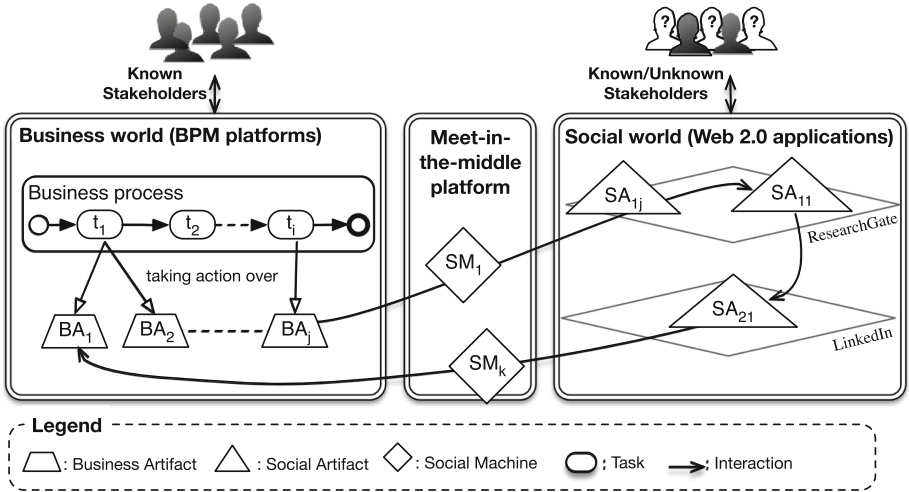 ? ?
Known
Stakeholders
Known/Unknown
Stakeholders
Business world (BPM platforms)
Meet-in-
the-middle
platform
Social world (Web 2.0 applications)
Business process
t1 t2 ti
taking action over
BA1 BA2 BAj
SM1
SMk
SA1j SA11
ResearchGate
SA21
LinkedIn
Legend
: Business Artifact : Social Artifact : Social Machine : Task : Interaction